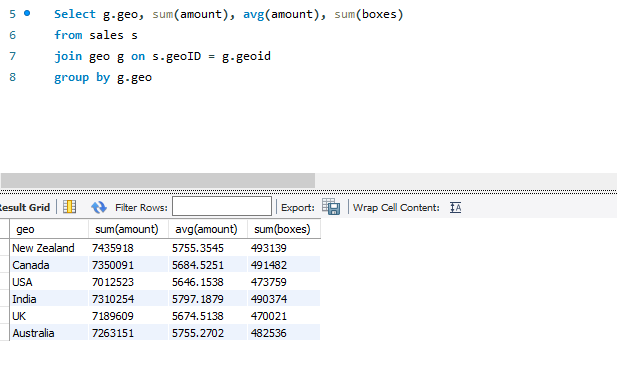 5 Select g.geo, sum(amount), avg(amount), sum(boxes)
6 from sales s
7 join geo g on s.geoID = g.geoid
8 group by g.geo
Result Grid Filter Rows: Export: Wrap Cell Content: IA
geo sum(amount) avg(amount) sum(boxes)
New Zealand 7435918 5755.3545 493139
Canada 7350091 5684.5251 491482
USA 7012523 5646.1538 473759
India 7310254 5797.1879 490374
UK 7189609 5674.5138 470021
Australia 7263151 5755.2702 482536